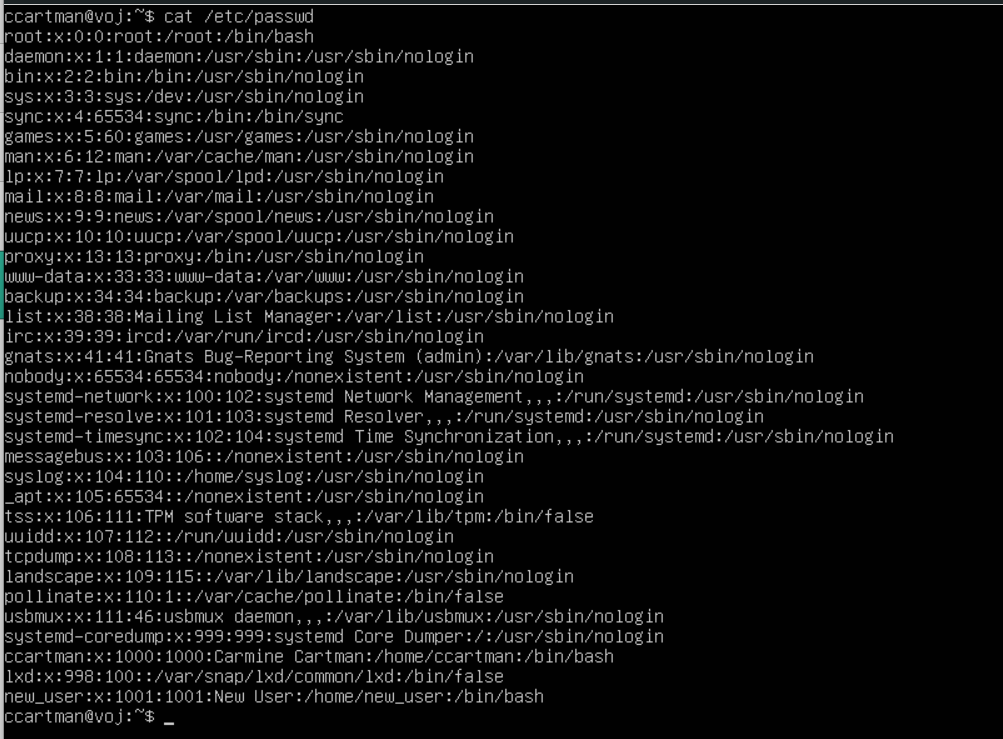 ccartman@voj:~$ cat /etc/passwd
root:x:0:0:root:/root:/bin/bash
daemon:x:1:1:daemon:/usr/sbin:/usr/sbin/nologin
bin:x:2:2:bin:/bin:/usr/sbin/nologin
sys:x:3:3:sys:/dev:/usr/sbin/nologin
sync:x:4:65534:sync:/bin:/bin/sync
games:x:5:60:games:/usr/games:/usr/sbin/nologin
man:x:6:12:man:/var/cache/man:/usr/sbin/nologin
lp:x:7:7:lp:/var/spool/lpd:/usr/sbin/nologin
mail:x:8:8:mail:/var/mail:/usr/sbin/nologin
news:x:9:9:news:/var/spool/news:/usr/sbin/nologin
uucp:x:10:10:uucp:/var/spool/uucp:/usr/sbin/nologin
proxy:x:13:13:proxy:/bin:/usr/sbin/nologin
www-data:x:33:33:www-data:/var/www:/usr/sbin/nologin
backup:x:34:34:backup:/var/backups:/usr/sbin/nologin
list:x:38:38:Mailing List Manager:/var/list:/usr/sbin/nologin
irc:x:39:39:ircd:/var/run/ircd:/usr/sbin/nologin
gnats:x:41:41:Gnats Bug-Reporting System (admin):/var/lib/gnats:/usr/sbin/nologin
nobody:x:65534:65534:nobody:/nonexistent:/usr/sbin/nologin
systemd-network:x:100:102:systemd Network Management,,,:/run/systemd:/usr/sbin/nologin
systemd-resolve:x:101:103:systemd Resolver,,,:/run/systemd:/usr/sbin/nologin
systemd-timesync:x:102:104:systemd Time Synchronization,,,:/run/systemd:/usr/sbin/nologin
messagebus:x:103:106::/nonexistent:/usr/sbin/nologin
syslog:x:104:110::/home/syslog:/usr/sbin/nologin
_apt:x:105:65534::/nonexistent:/usr/sbin/nologin
tss:x:106:111:TPM software stack,,,:/var/lib/tpm:/bin/false
uuidd:x:107:112::/run/uuidd:/usr/sbin/nologin
tcpdump:x:108:113::/nonexistent:/usr/sbin/nologin
landscape:x:109:115::/var/lib/landscape:/usr/sbin/nologin
pollinate:x:110:1::/var/cache/pollinate:/bin/false
usbmux:x:111:46:usbmux daemon,,,:/var/lib/usbmux:/usr/sbin/nologin
systemd-coredump:x:999:999:systemd Core Dumper:/:/usr/sbin/nologin
ccartman:x:1000:1000:Carmine Cartman:/home/ccartman:/bin/bash
lxd:x:998:100::/var/snap/lxd/common/lxd:/bin/false
new_user:x:1001:1001:New User:/home/new_user:/bin/bash
ccartman@voj:~$ _